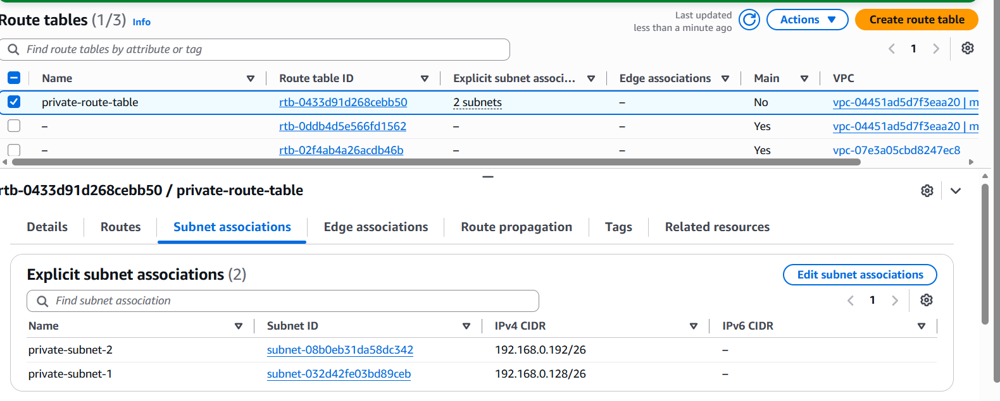 Route tables (1/3) Info
Last updated
less than a minute ago
Actions
Create route table
Find route tables by attribute or tag
1
Name Route table ID Explicit subnet associ... Edge associations Main VPC
private-route-table rtb-0433d91d268cebb50 2 subnets – No vpc-04451ad5d7f3eaa20 | m
– rtb-0ddb4d5e566fd1562 – – Yes vpc-04451ad5d7f3eaa20 | m
– rtb-02f4ab4a26acdb46b – – Yes vpc-07e3a05cbd8247ec8
rtb-0433d91d268cebb50 / private-route-table
Details Routes Subnet associations Edge associations Route propagation Tags Related resources
Explicit subnet associations (2)
Edit subnet associations
Find subnet association
1
Name Subnet ID IPv4 CIDR IPv6 CIDR
private-subnet-2 subnet-08b0eb31da58dc342 192.168.0.192/26 –
private-subnet-1 subnet-032d42fe03bd89ceb 192.168.0.128/26 –